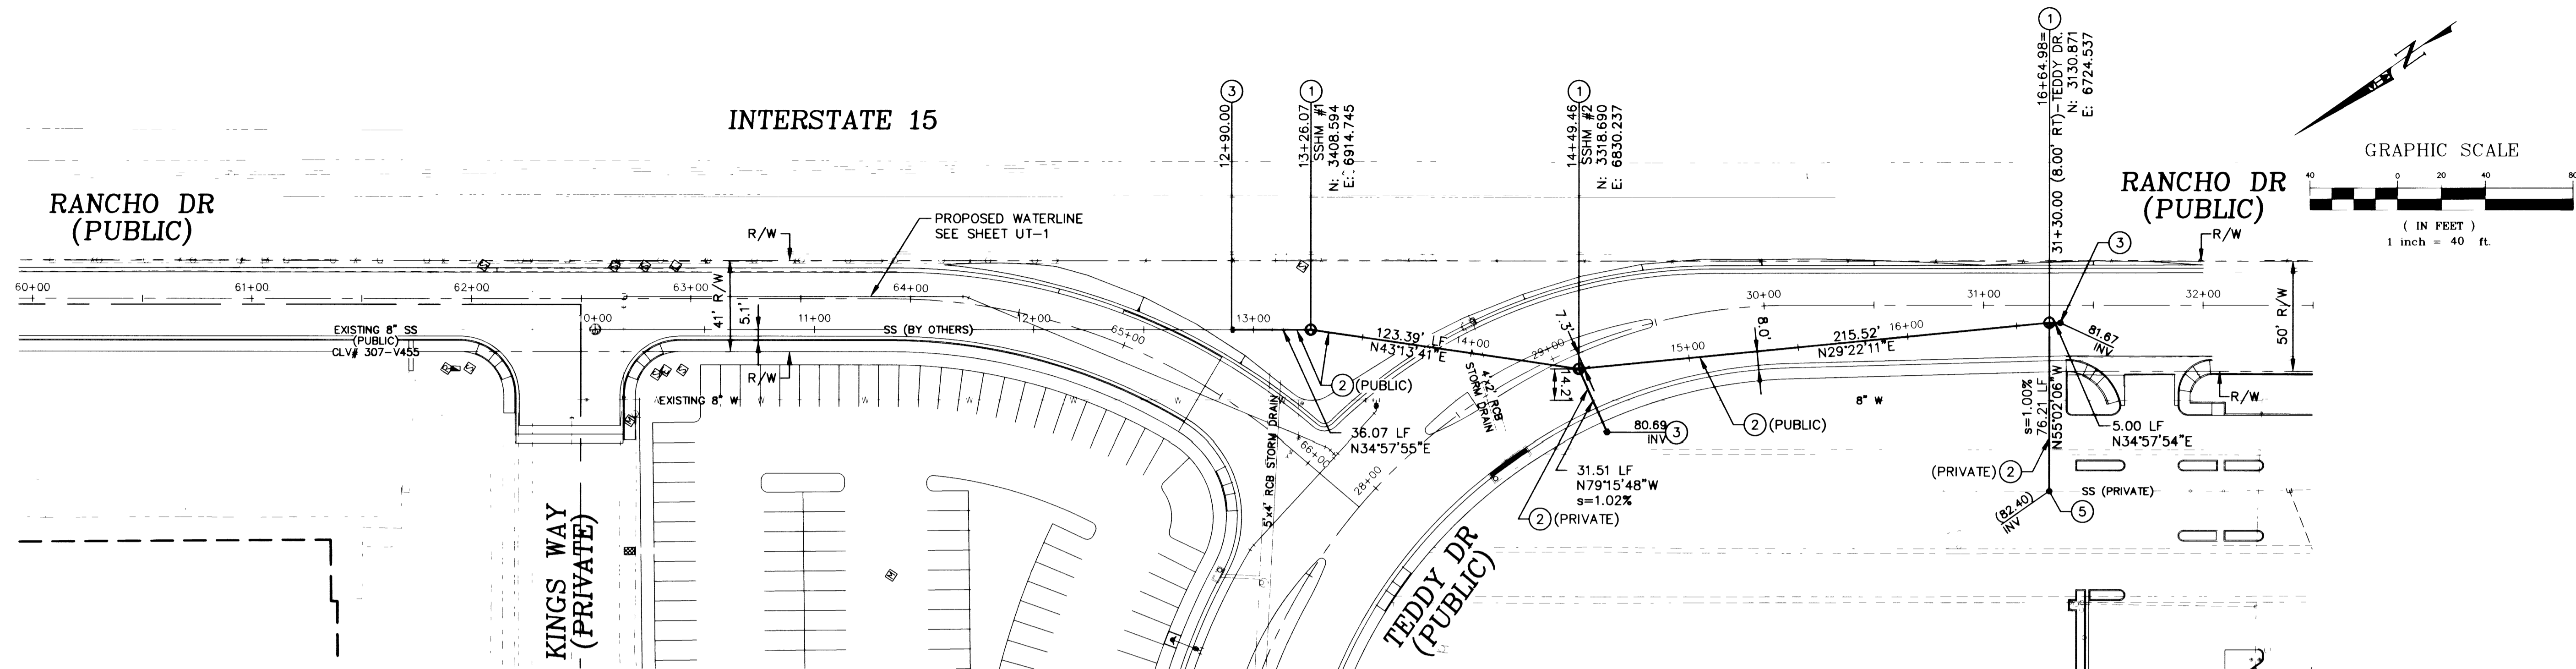 INTERSTATE 15
RANCHO DR
(PUBLIC)
PROPOSED WATERLINE
SEE SHEET UT-1
R/W
41' R/W
5.1'
R/W
60+00
61+00
62+00
63+00
64+00
65+00
66+00
EXISTING 8" SS
(PUBLIC)
CLV# 307-V455
0+00
11+00
SS (BY OTHERS)
12+00
13+00
EXISTING 8" W
W
W
W
W
W
KINGS WAY
(PRIVATE)
3
12+90.00
1
13+26.07
SSHM #1
N: 3408.594
E: 6914.745
1
14+49.46
SSHM #2
N: 3318.690
E: 6830.237
1
16+64.98=
31+30.00 (8.00' RT)-TEDDY DR.
N: 3130.871
E: 6724.537
123.39' LF
N43°13'41"E
14+00
29+00
7.3'
14.2'
2 (PUBLIC)
36.07 LF
N34°57'55"E
5'x4' RCB STORM DRAIN
4'x2' RCB
STORM DRAIN
28+00
80.69
INV
3
31.51 LF
N79°15'48"W
s=1.02%
2 (PRIVATE)
TEDDY DR
(PUBLIC)
15+00
8.0'
30+00
215.52'
N29°22'11"E
16+00
31+00
32+00
2 (PUBLIC)
8" W
3
81.67
INV
s=1.00%
76.21 LF
N55°02'06"W
5.00 LF
N34°57'54"E
(PRIVATE) 2
SS (PRIVATE)
(82.40)
INV
5
RANCHO DR
(PUBLIC)
R/W
50' R/W
R/W
N
GRAPHIC SCALE
40 0 20 40 80
( IN FEET )
1 inch = 40 ft.